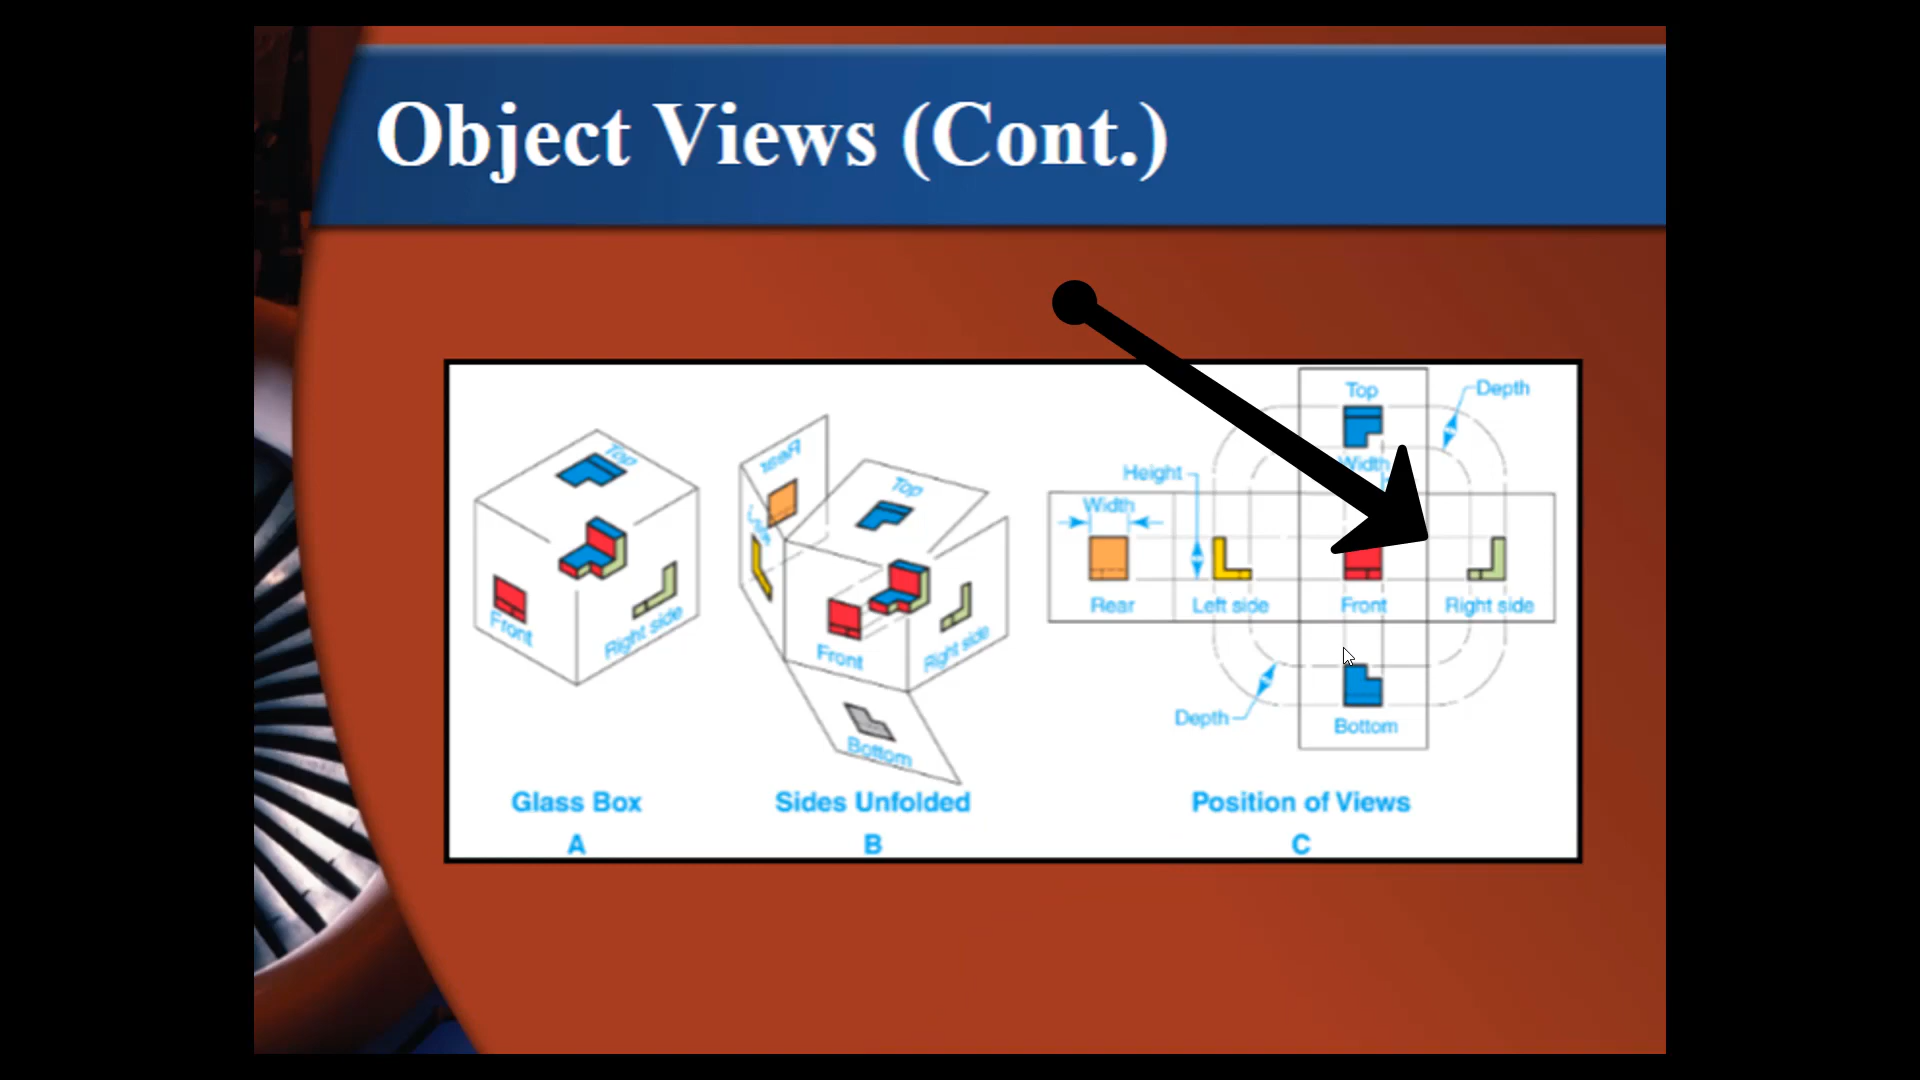 Object Views (Cont.)
Top
Front
Right side
Glass Box
A
Rear
Left
Top
Front
Right side
Bottom
Sides Unfolded
B
Top
Depth
Width
Height
Width
Rear
Left side
Front
Right side
Depth
Bottom
Position of Views
C